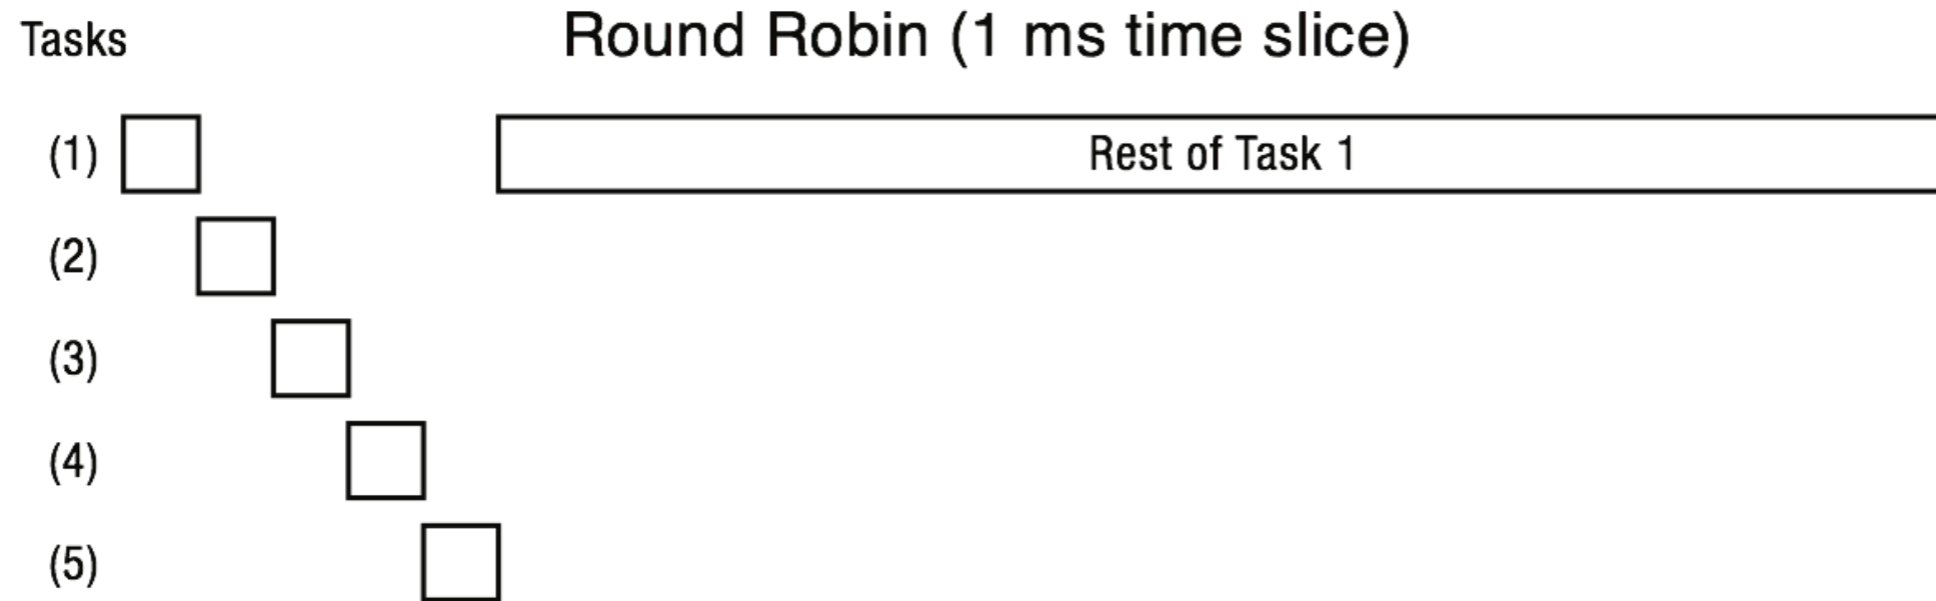 Tasks
Round Robin (1 ms time slice)
(1)
Rest of Task 1
(2)
(3)
(4)
(5)